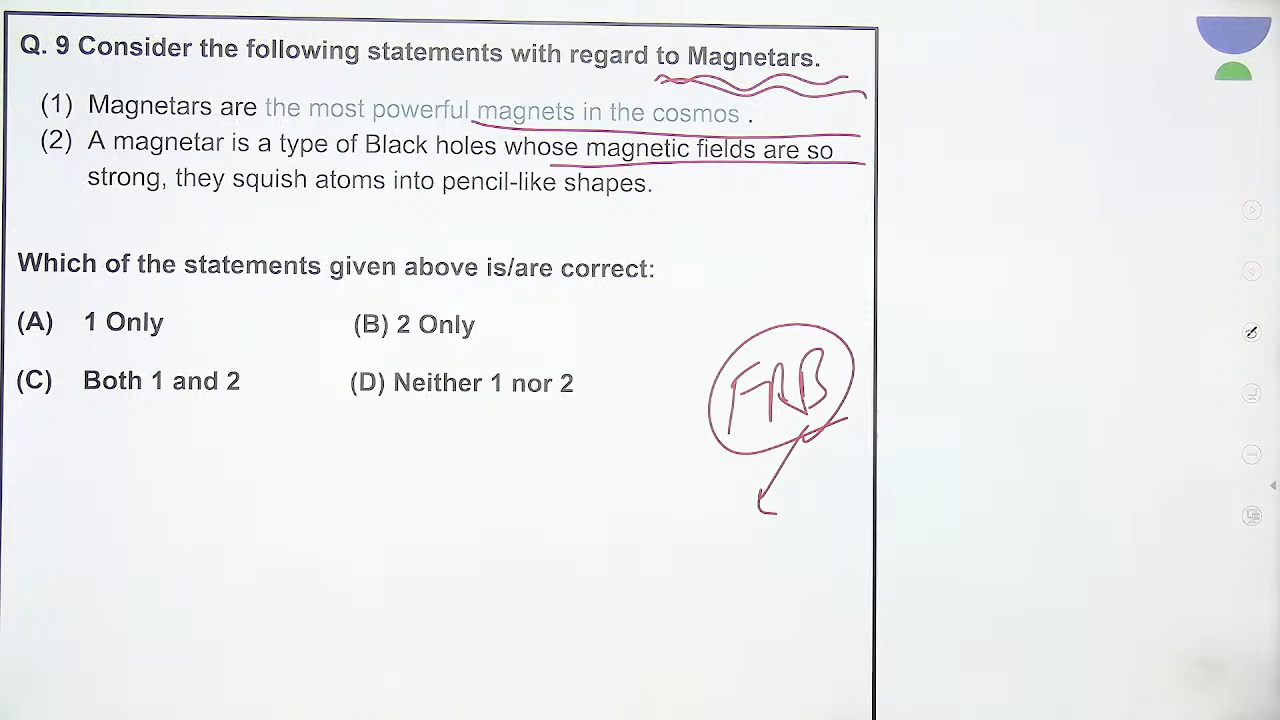 Q. 9 Consider the following statements with regard to Magnetars.
(1) Magnetars are the most powerful magnets in the cosmos .
(2) A magnetar is a type of Black holes whose magnetic fields are so
strong, they squish atoms into pencil-like shapes.
Which of the statements given above is/are correct:
(A) 1 Only (B) 2 Only
(C) Both 1 and 2 (D) Neither 1 nor 2
FRB